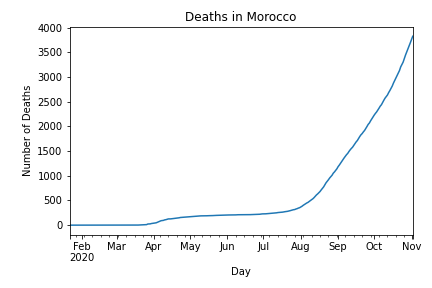 Deaths in Morocco
4000
3500
3000
2500
2000
1500
1000
500
0
Number of Deaths
Feb Mar Apr May Jun Jul Aug Sep Oct Nov
2020
Day